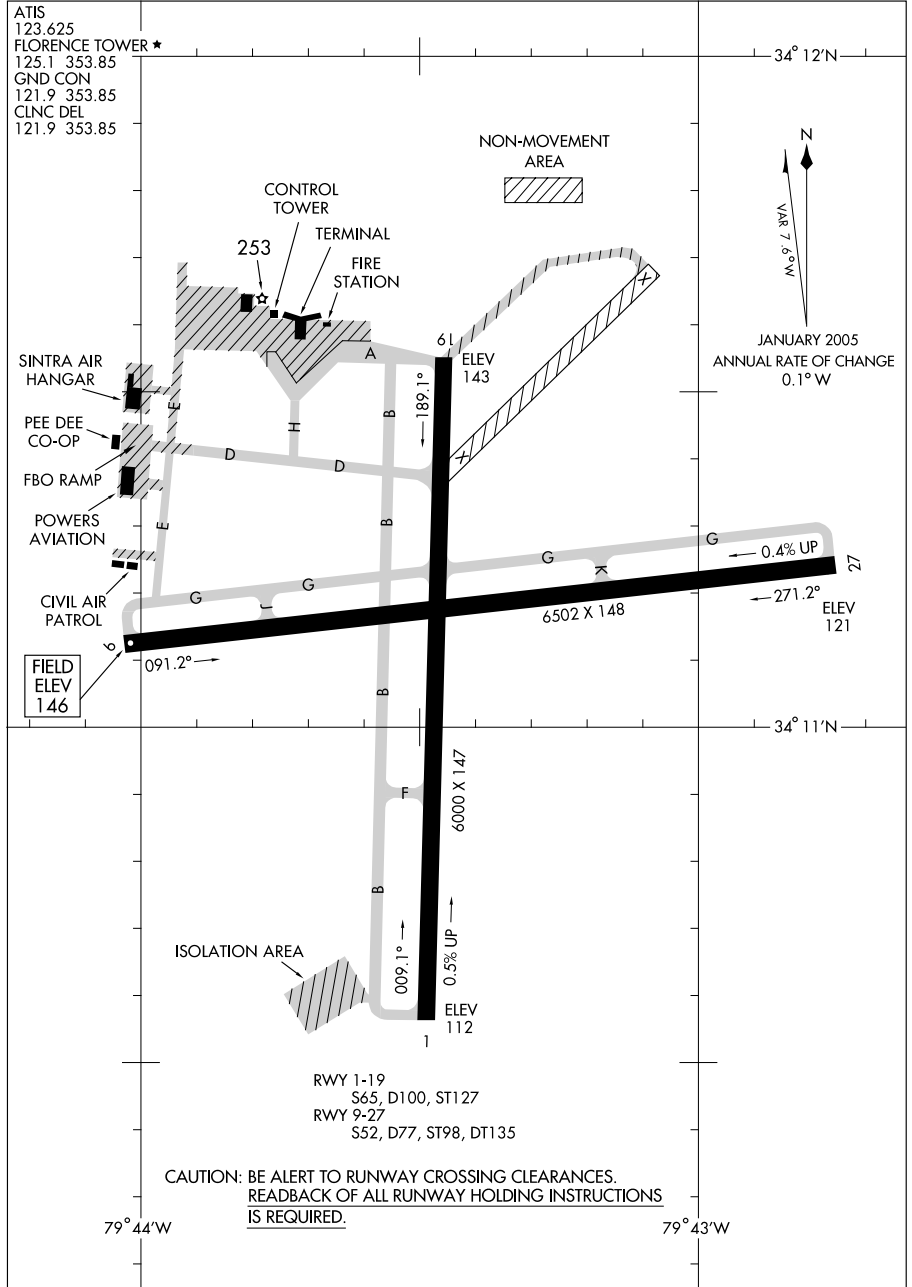 ATIS
123.625
FLORENCE TOWER ★
125.1 353.85
GND CON
121.9 353.85
CLNC DEL
121.9 353.85
34°12'N
N
VAR 7.6°W
JANUARY 2005
ANNUAL RATE OF CHANGE
0.1° W
NON-MOVEMENT
AREA
CONTROL
TOWER
TERMINAL
253
FIRE
STATION
X
19
ELEV
143
A
SINTRA AIR
HANGAR
E
B
189.1°
H
PEE DEE
CO-OP
D
D
X
FBO RAMP
POWERS
AVIATION
E
B
G
G
0.4% UP
27
K
CIVIL AIR
PATROL
G
G
J
271.2°
6502 X 148
ELEV
121
9
091.2°
FIELD
ELEV
146
B
34°11'N
F
6000 X 147
B
ISOLATION AREA
009.1°
0.5% UP
ELEV
112
1
RWY 1-19
S65, D100, ST127
RWY 9-27
S52, D77, ST98, DT135
CAUTION: BE ALERT TO RUNWAY CROSSING CLEARANCES.
READBACK OF ALL RUNWAY HOLDING INSTRUCTIONS
IS REQUIRED.
79°44'W
79°43'W